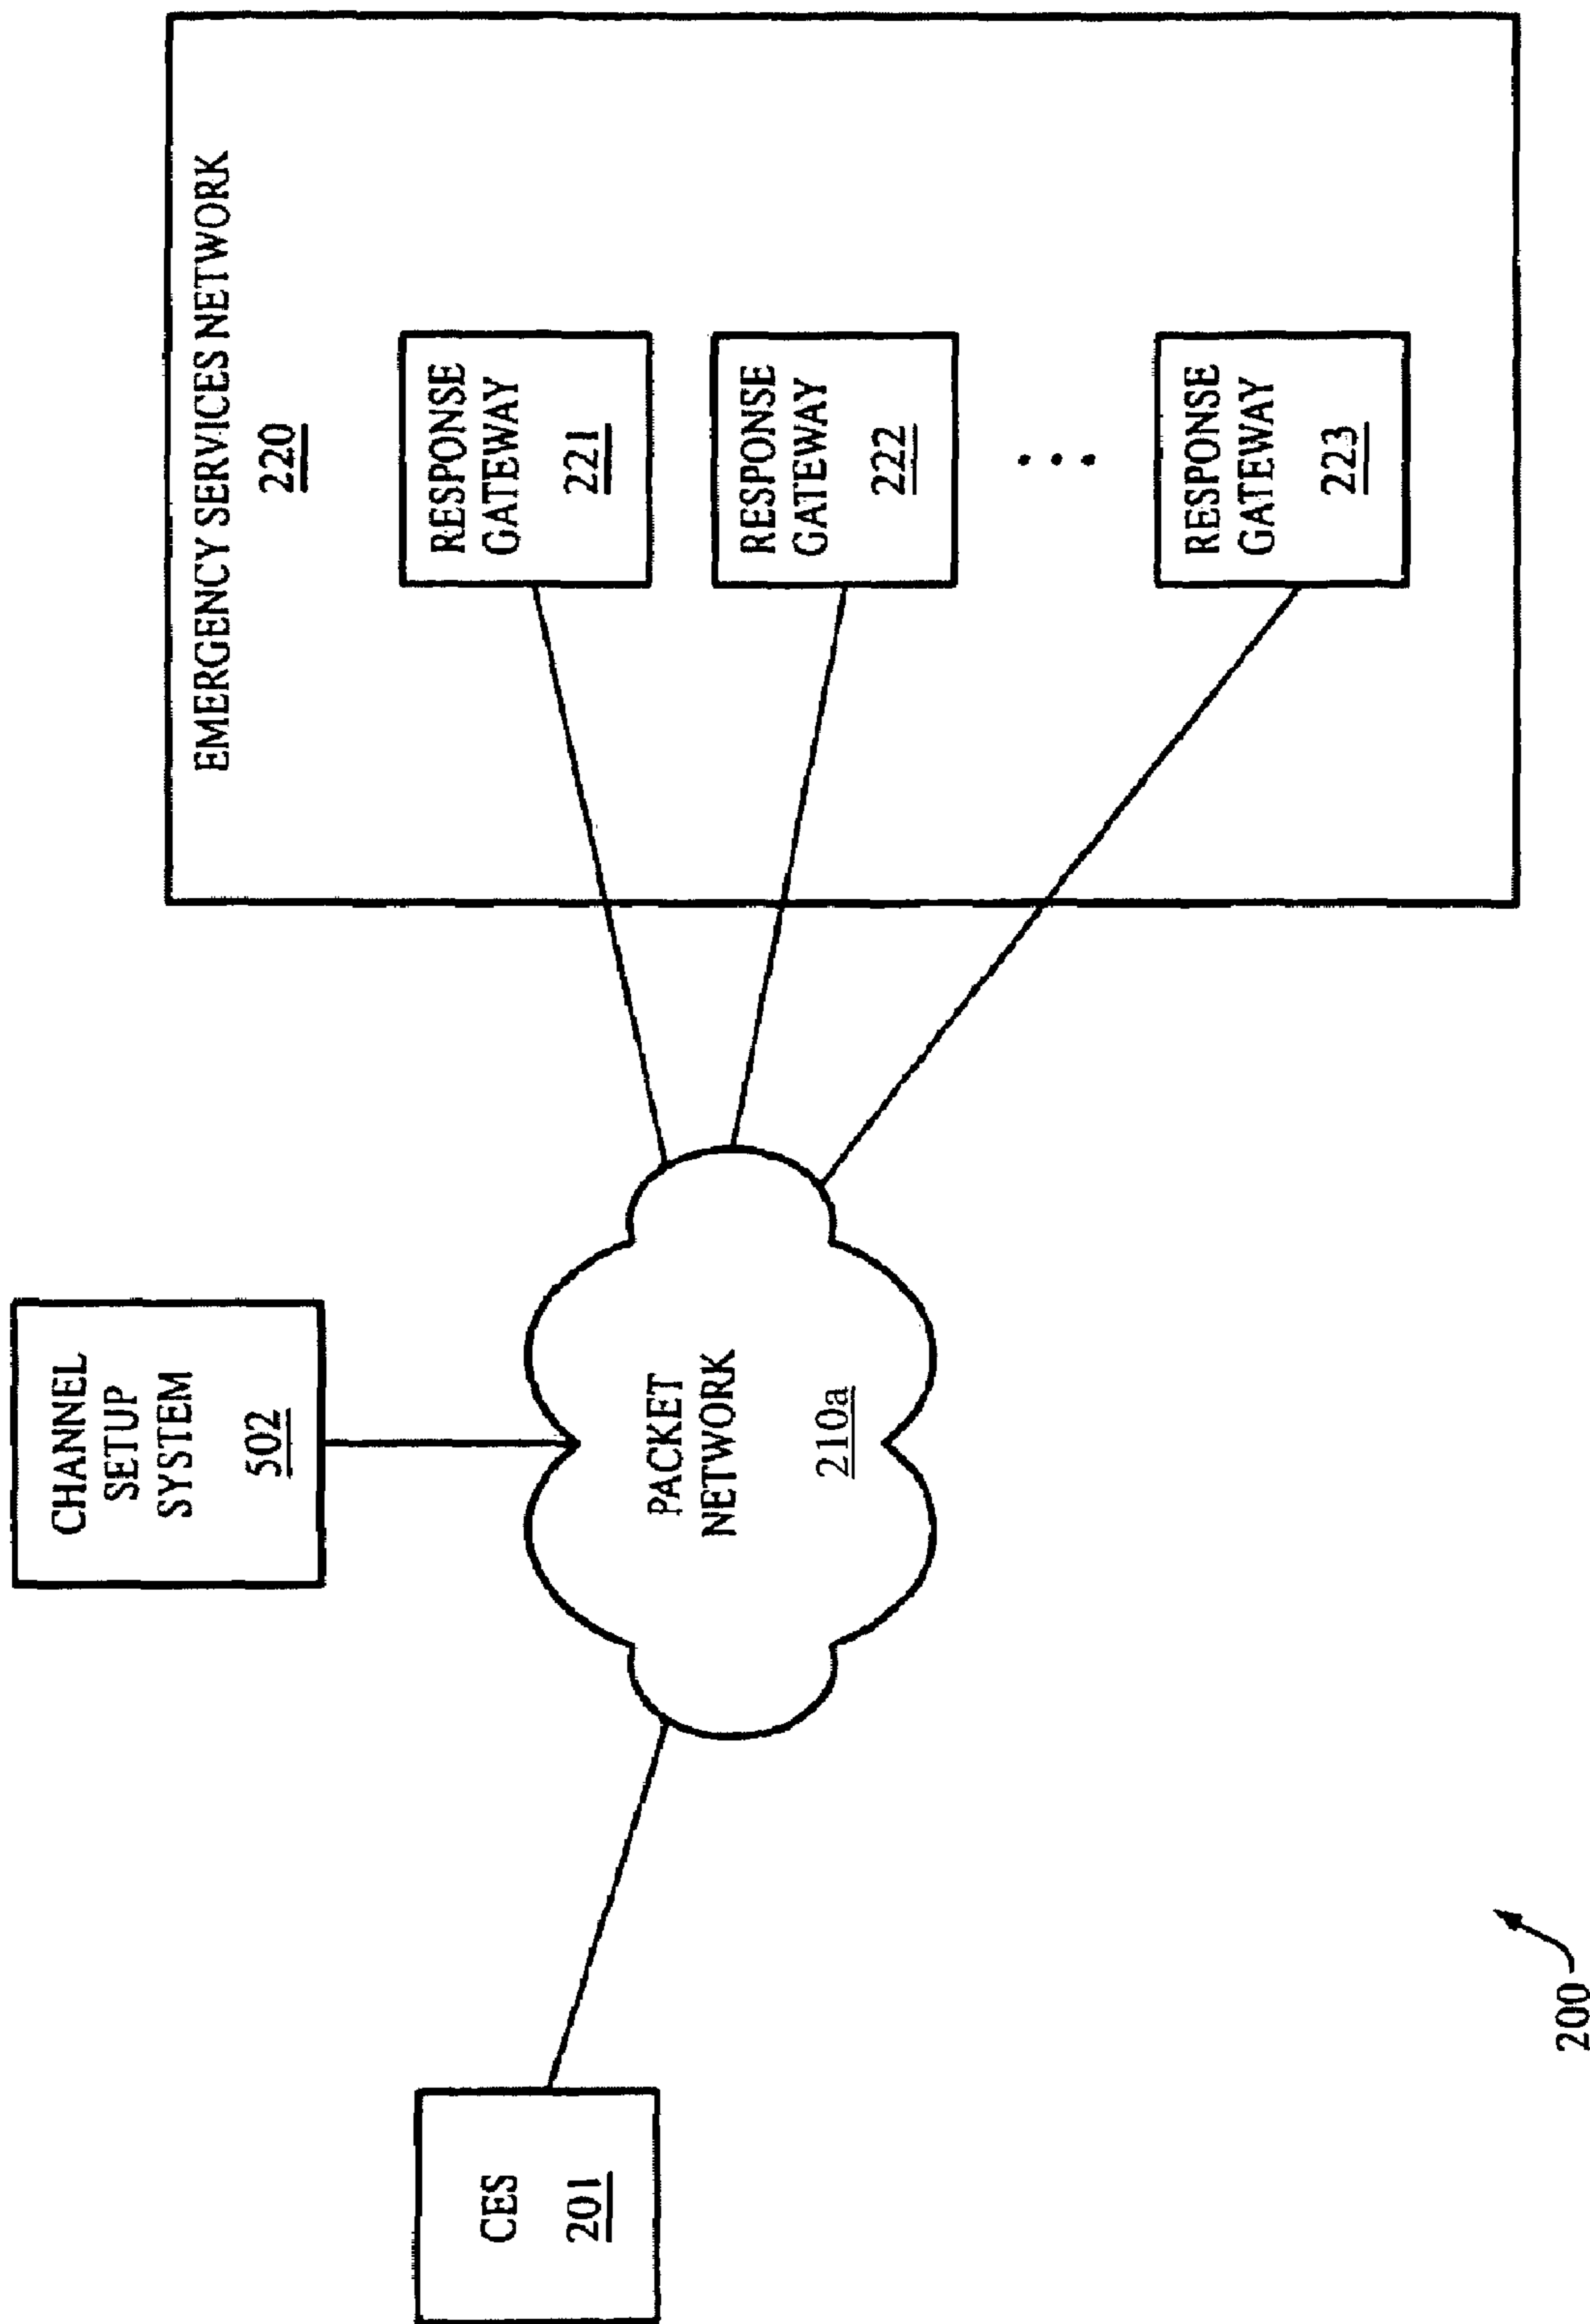 CHANNEL
SETUP
SYSTEM
502
EMERGENCY SERVICES NETWORK
220
CES
201
PACKET
NETWORK
210a
RESPONSE
GATEWAY
221
RESPONSE
GATEWAY
222
RESPONSE
GATEWAY
223
200